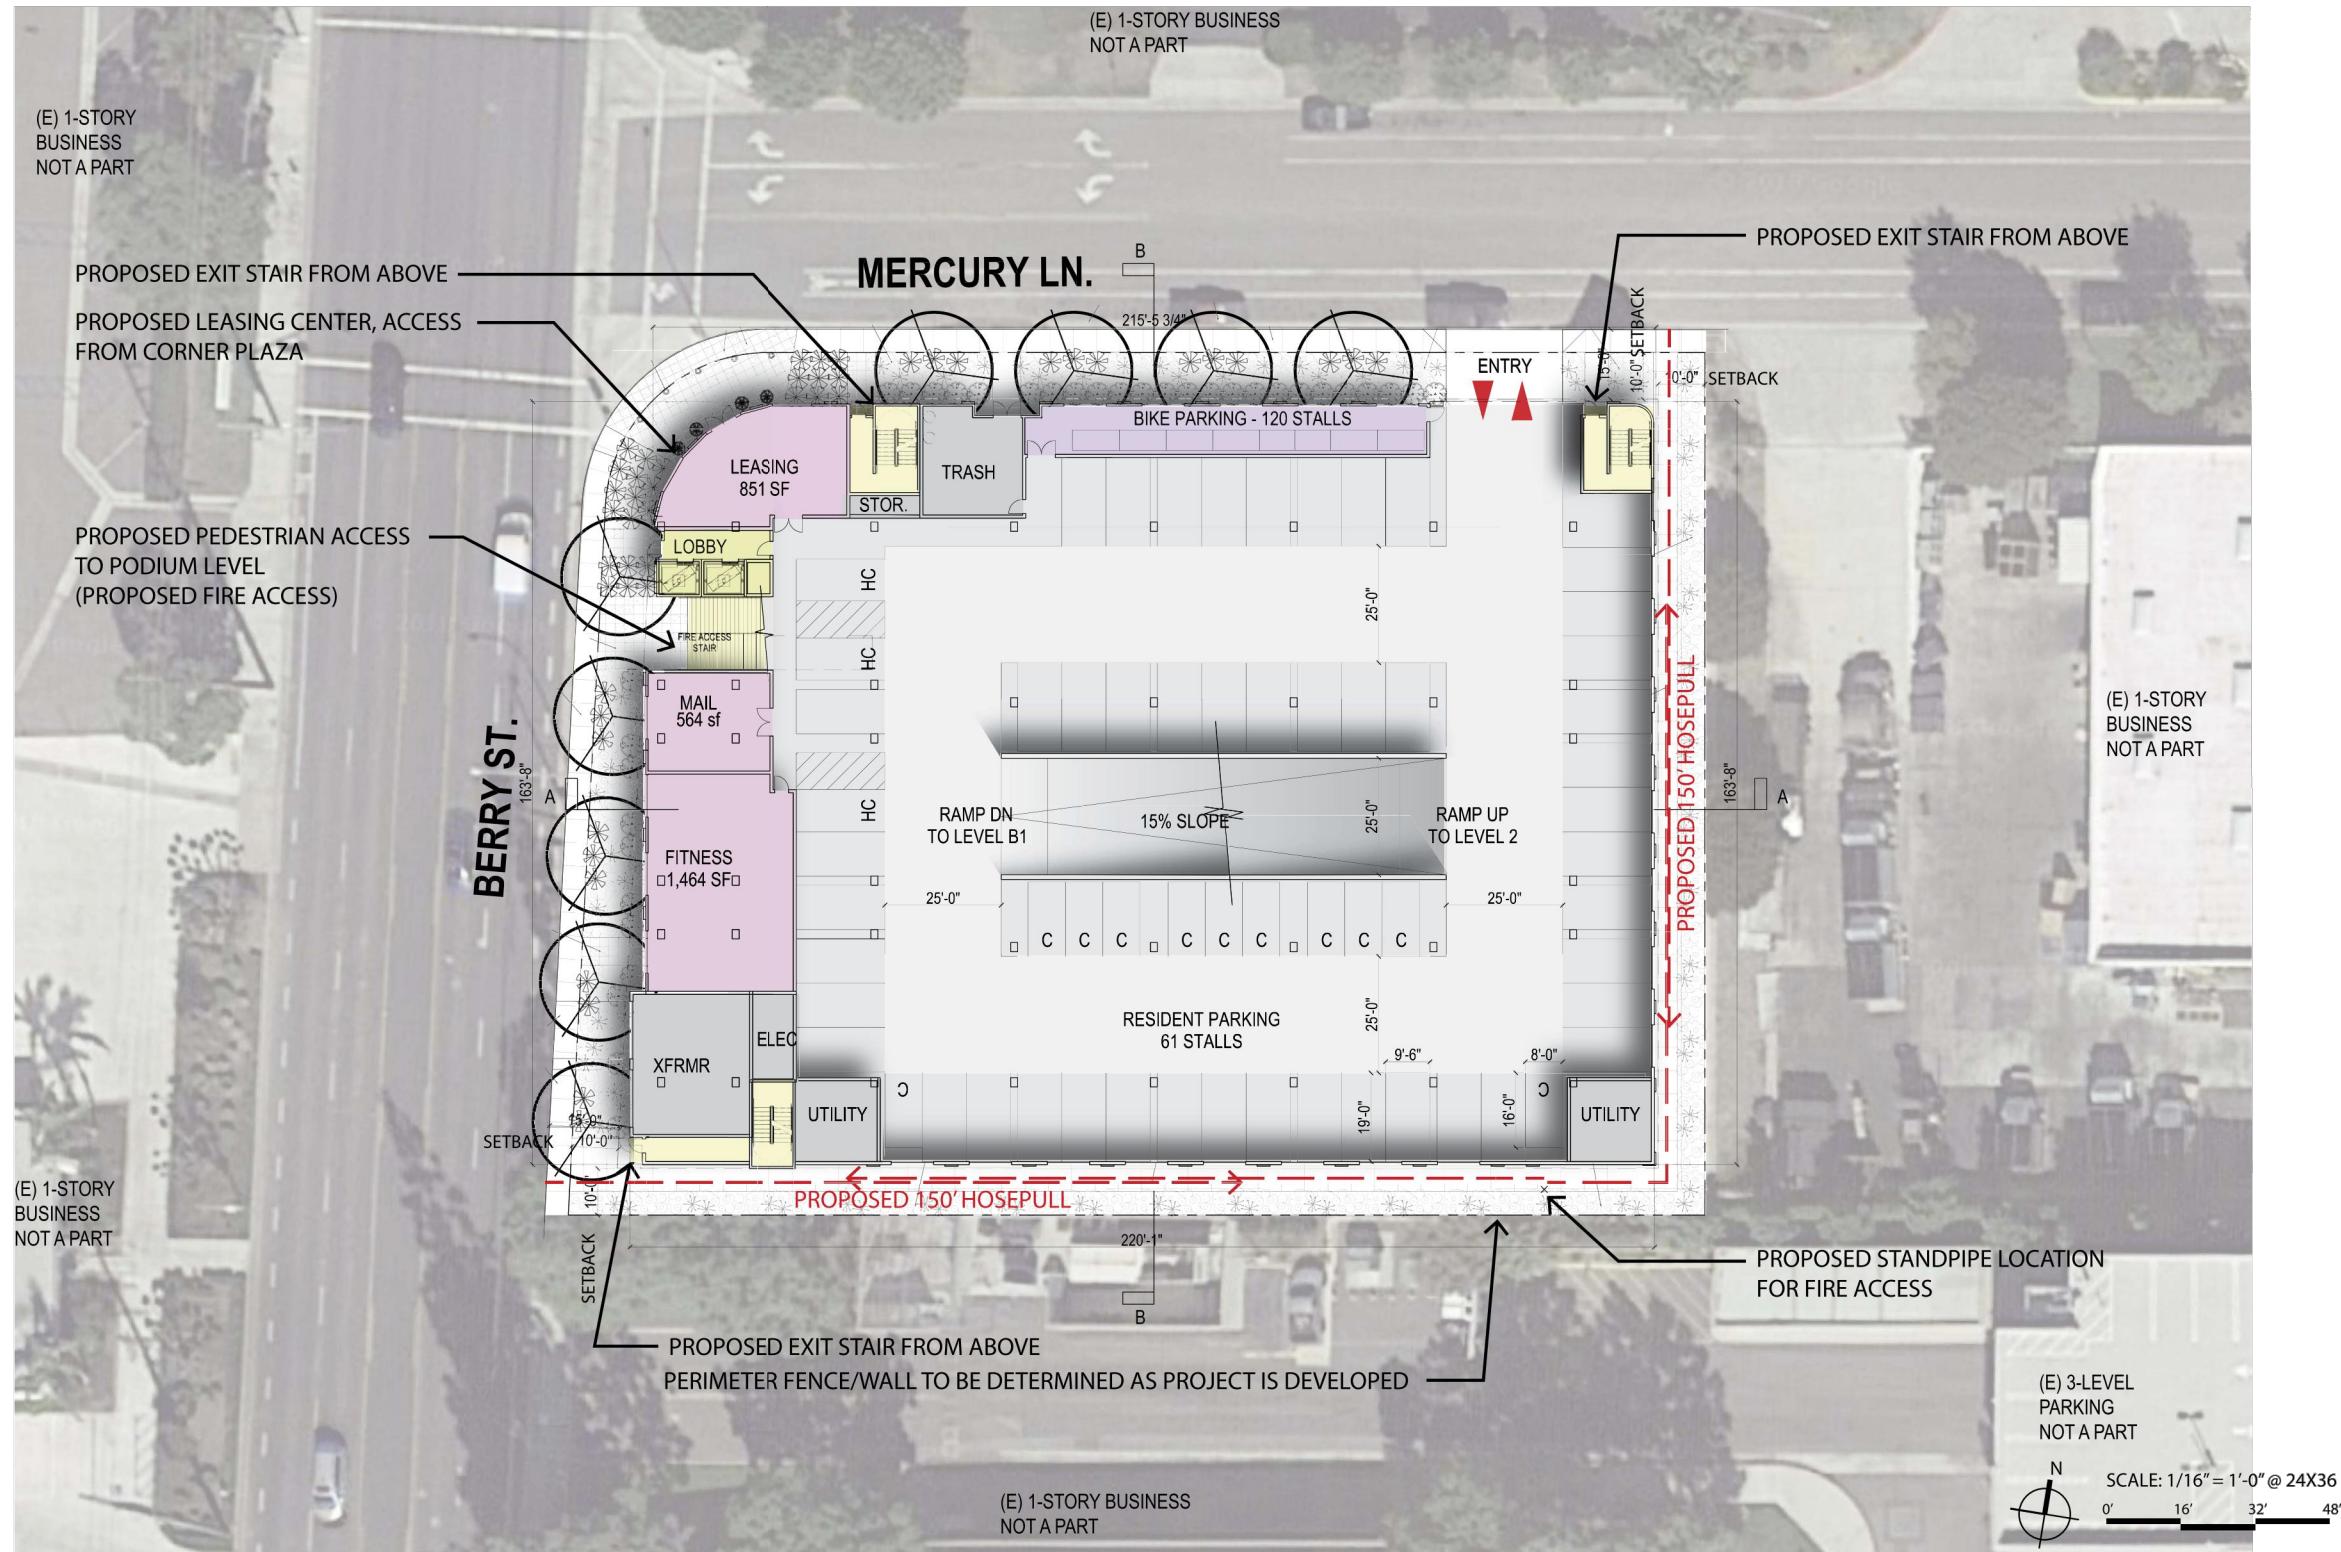 (E) 1-STORY BUSINESS
NOT A PART
(E) 1-STORY
BUSINESS
NOT A PART
PROPOSED EXIT STAIR FROM ABOVE
PROPOSED EXIT STAIR FROM ABOVE
MERCURY LN.
B
215'-5 3/4"
PROPOSED LEASING CENTER, ACCESS
FROM CORNER PLAZA
ENTRY
15'-0"
10'-0" SETBACK
10'-0" SETBACK
BIKE PARKING - 120 STALLS
LEASING
851 SF
TRASH
STOR.
PROPOSED PEDESTRIAN ACCESS
TO PODIUM LEVEL
(PROPOSED FIRE ACCESS)
LOBBY
HC
25'-0"
FIRE ACCESS
STAIR
HC
MAIL
564 sf
PROPOSED 150' HOSEPULL
(E) 1-STORY
BUSINESS
NOT A PART
BERRY ST.
163'-8"
A
HC
RAMP DN
TO LEVEL B1
15% SLOPE
25'-0"
RAMP UP
TO LEVEL 2
163'-8"
A
FITNESS
1,464 SF
25'-0"
25'-0"
C C C C C C C C C
RESIDENT PARKING
61 STALLS
25'-0"
ELEC
XFRMR
9'-6"
8'-0"
C
C
UTILITY
19'-0"
16'-0"
UTILITY
15'-0"
SETBACK
10'-0"
10'-0"
SETBACK
PROPOSED 150' HOSEPULL
(E) 1-STORY
BUSINESS
NOT A PART
220'-1"
B
PROPOSED STANDPIPE LOCATION
FOR FIRE ACCESS
PROPOSED EXIT STAIR FROM ABOVE
PERIMETER FENCE/WALL TO BE DETERMINED AS PROJECT IS DEVELOPED
(E) 3-LEVEL
PARKING
NOT A PART
(E) 1-STORY BUSINESS
NOT A PART
N
SCALE: 1/16" = 1'-0" @ 24X36
0' 16' 32' 48'